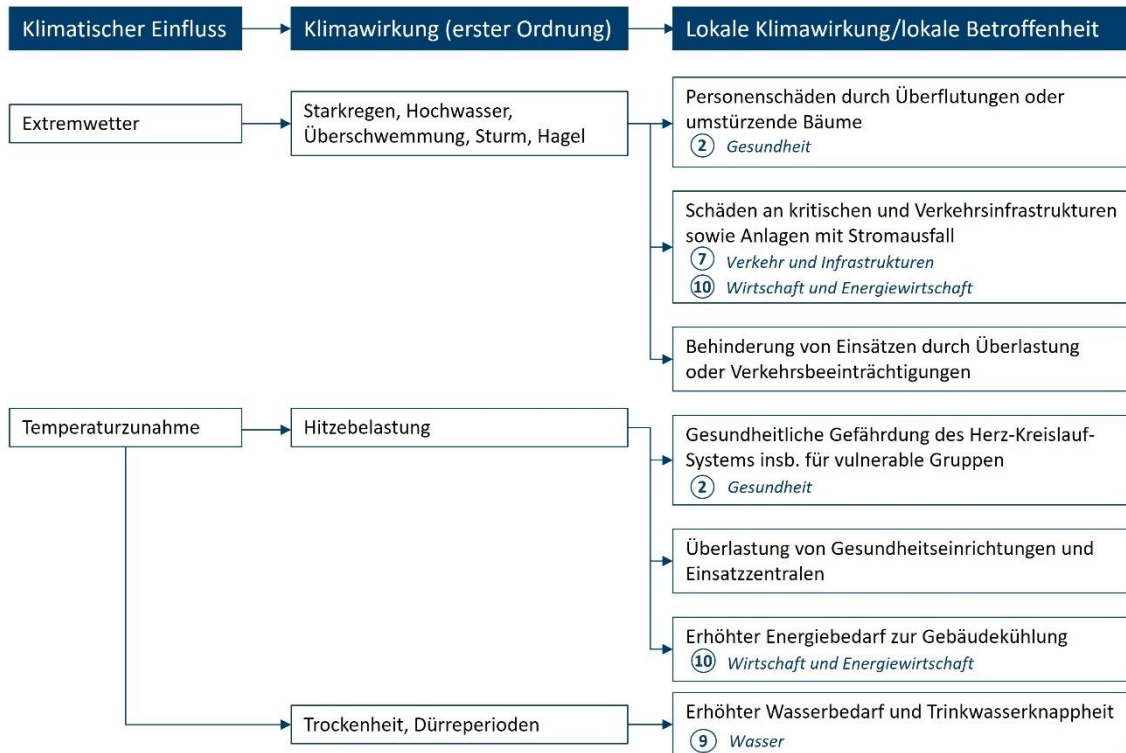 Klimatischer Einfluss
Klimawirkung (erster Ordnung)
Lokale Klimawirkung/lokale Betroffenheit
Extremwetter
Starkregen, Hochwasser,
Überschwemmung, Sturm, Hagel
Personenschäden durch Überflutungen oder
umstürzende Bäume
2 Gesundheit
Schäden an kritischen und Verkehrsinfrastrukturen
sowie Anlagen mit Stromausfall
7 Verkehr und Infrastrukturen
10 Wirtschaft und Energiewirtschaft
Behinderung von Einsätzen durch Überlastung
oder Verkehrsbeeinträchtigungen
Temperaturzunahme
Hitzebelastung
Gesundheitliche Gefährdung des Herz-Kreislauf-
Systems insb. für vulnerable Gruppen
2 Gesundheit
Überlastung von Gesundheitseinrichtungen und
Einsatzzentralen
Erhöhter Energiebedarf zur Gebäudekühlung
10 Wirtschaft und Energiewirtschaft
Trockenheit, Dürreperioden
Erhöhter Wasserbedarf und Trinkwasserknappheit
9 Wasser